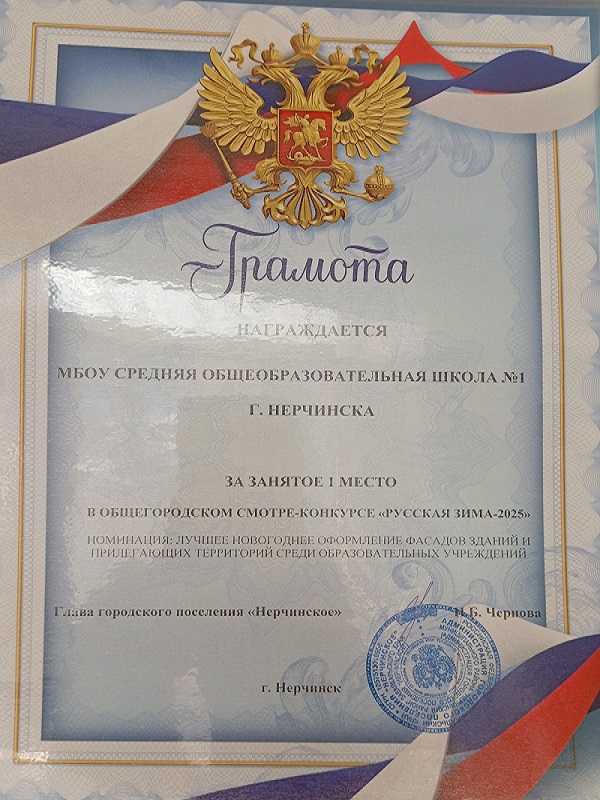 Грамота
НАГРАЖДАЕТСЯ
МБОУ СРЕДНЯЯ ОБЩЕОБРАЗОВАТЕЛЬНАЯ ШКОЛА №1
Г. НЕРЧИНСКА
ЗА ЗАНЯТОЕ 1 МЕСТО
В ОБЩЕГОРОДСКОМ СМОТРЕ-КОНКУРСЕ «РУССКАЯ ЗИМА-2025»
НОМИНАЦИЯ: ЛУЧШЕЕ НОВОГОДНЕЕ ОФОРМЛЕНИЕ ФАСАДОВ ЗДАНИЙ И
ПРИЛЕГАЮЩИХ ТЕРРИТОРИЙ СРЕДИ ОБРАЗОВАТЕЛЬНЫХ УЧРЕЖДЕНИЙ
Глава городского поселения «Нерчинское» Чернова
г. Нерчинск